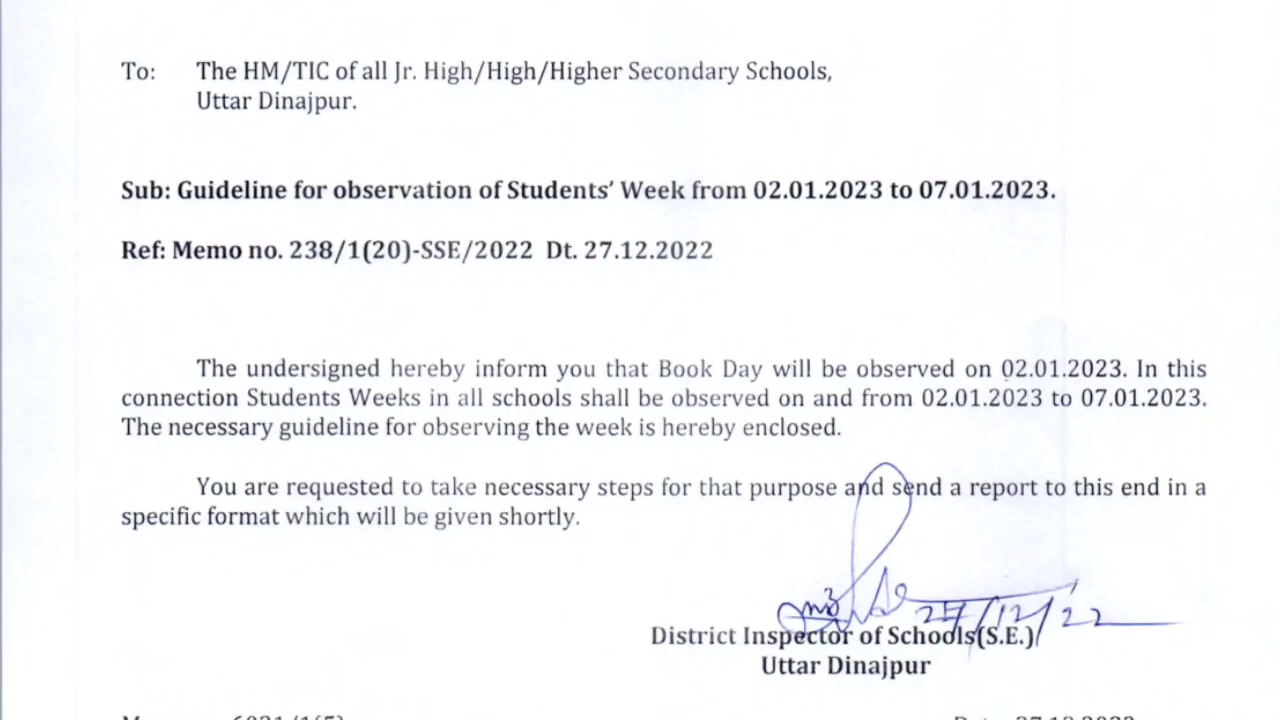 To: The HM/TIC of all Jr. High/High/Higher Secondary Schools,
Uttar Dinajpur.
Sub: Guideline for observation of Students’ Week from 02.01.2023 to 07.01.2023.
Ref: Memo no. 238/1(20)-SSE/2022 Dt. 27.12.2022
The undersigned hereby inform you that Book Day will be observed on 02.01.2023. In this
connection Students Weeks in all schools shall be observed on and from 02.01.2023 to 07.01.2023.
The necessary guideline for observing the week is hereby enclosed.
You are requested to take necessary steps for that purpose and send a report to this end in a
specific format which will be given shortly.
27/12/22
District Inspector of Schools(S.E.)
Uttar Dinajpur